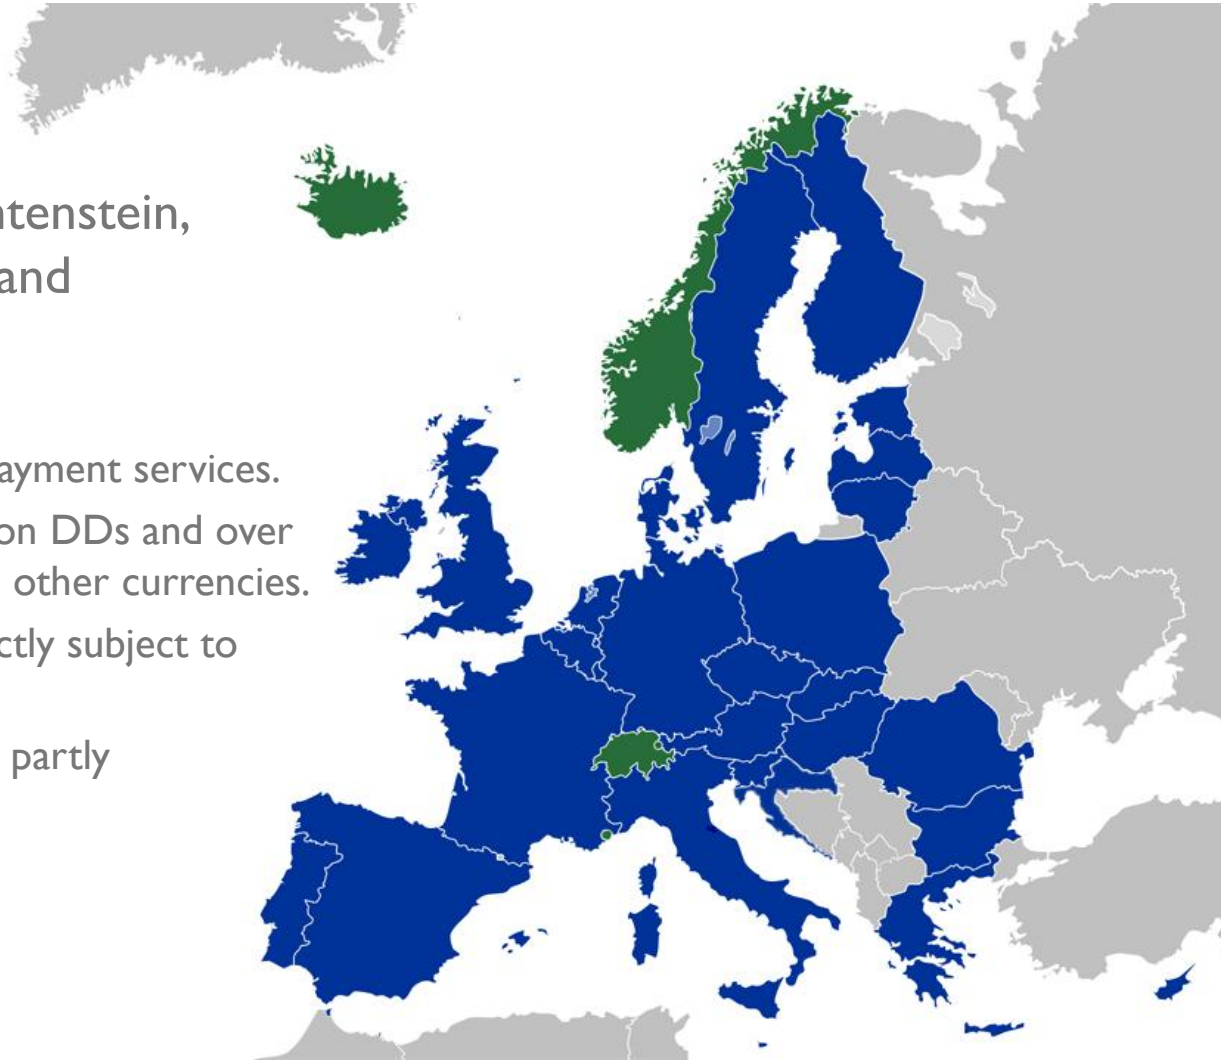 ntenstein,
and
ayment services.
on DDs and over
other currencies.
ctly subject to
partly